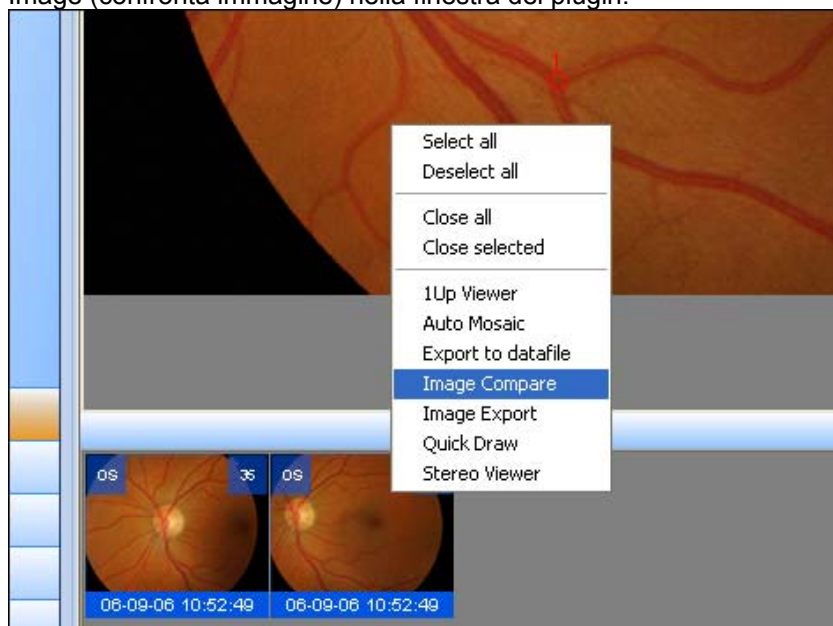 Image (confronta immagine) nella finestra dei plugin.
Select all
Deselect all
Close all
Close selected
1Up Viewer
Auto Mosaic
Export to datafile
Image Compare
Image Export
Quick Draw
Stereo Viewer
OS 35 OS
06-09-06 10:52:49 06-09-06 10:52:49